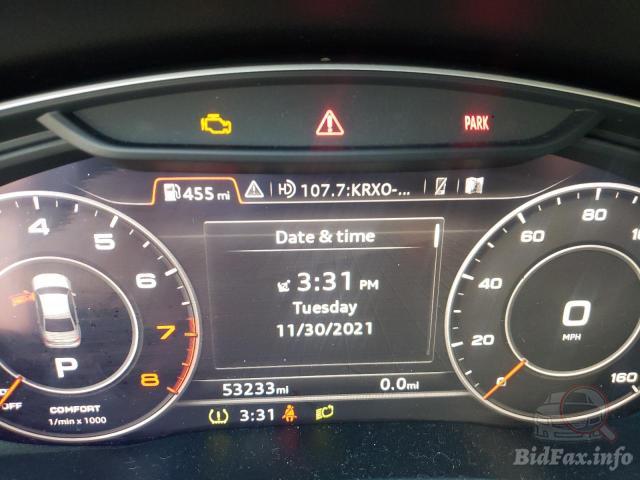 PARK
455 mi
HD 107.7:KRXO-...
Date & time
3:31 PM
Tuesday
11/30/2021
4 5 6 7 8
P
OFF
COMFORT
1/min x 1000
53233mi
0.0mi
3:31
20 40 60 80 160
0
MPH
BidFax.info